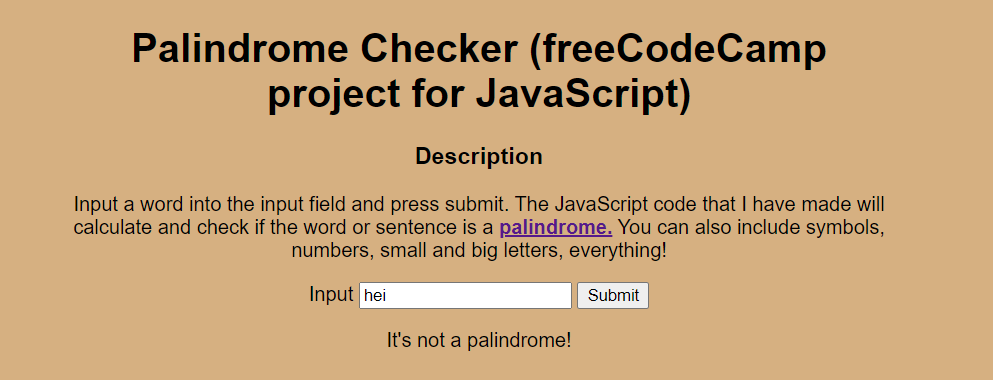 Palindrome Checker (freeCodeCamp
project for JavaScript)
Description
Input a word into the input field and press submit. The JavaScript code that I have made will
calculate and check if the word or sentence is a palindrome. You can also include symbols,
numbers, small and big letters, everything!
Input hei Submit
It's not a palindrome!